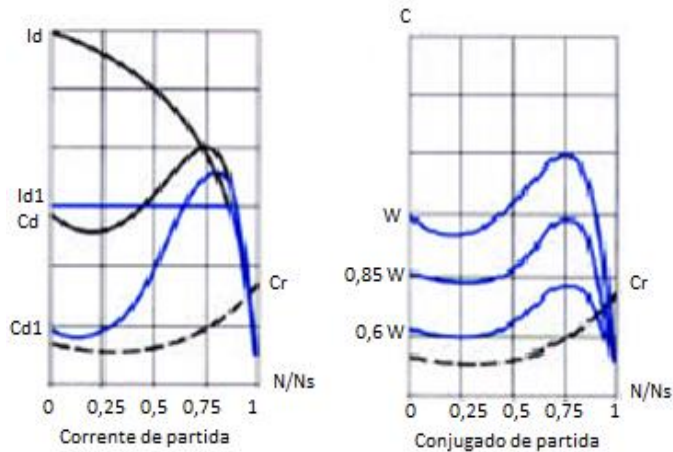 Id
Id1
Cd
Cd1
Cr
N/Ns
0 0,25 0,5 0,75 1
Corrente de partida
C
W
0,85 W
0,6 W
Cr
N/Ns
0 0,25 0,5 0,75 1
Conjugado de partida